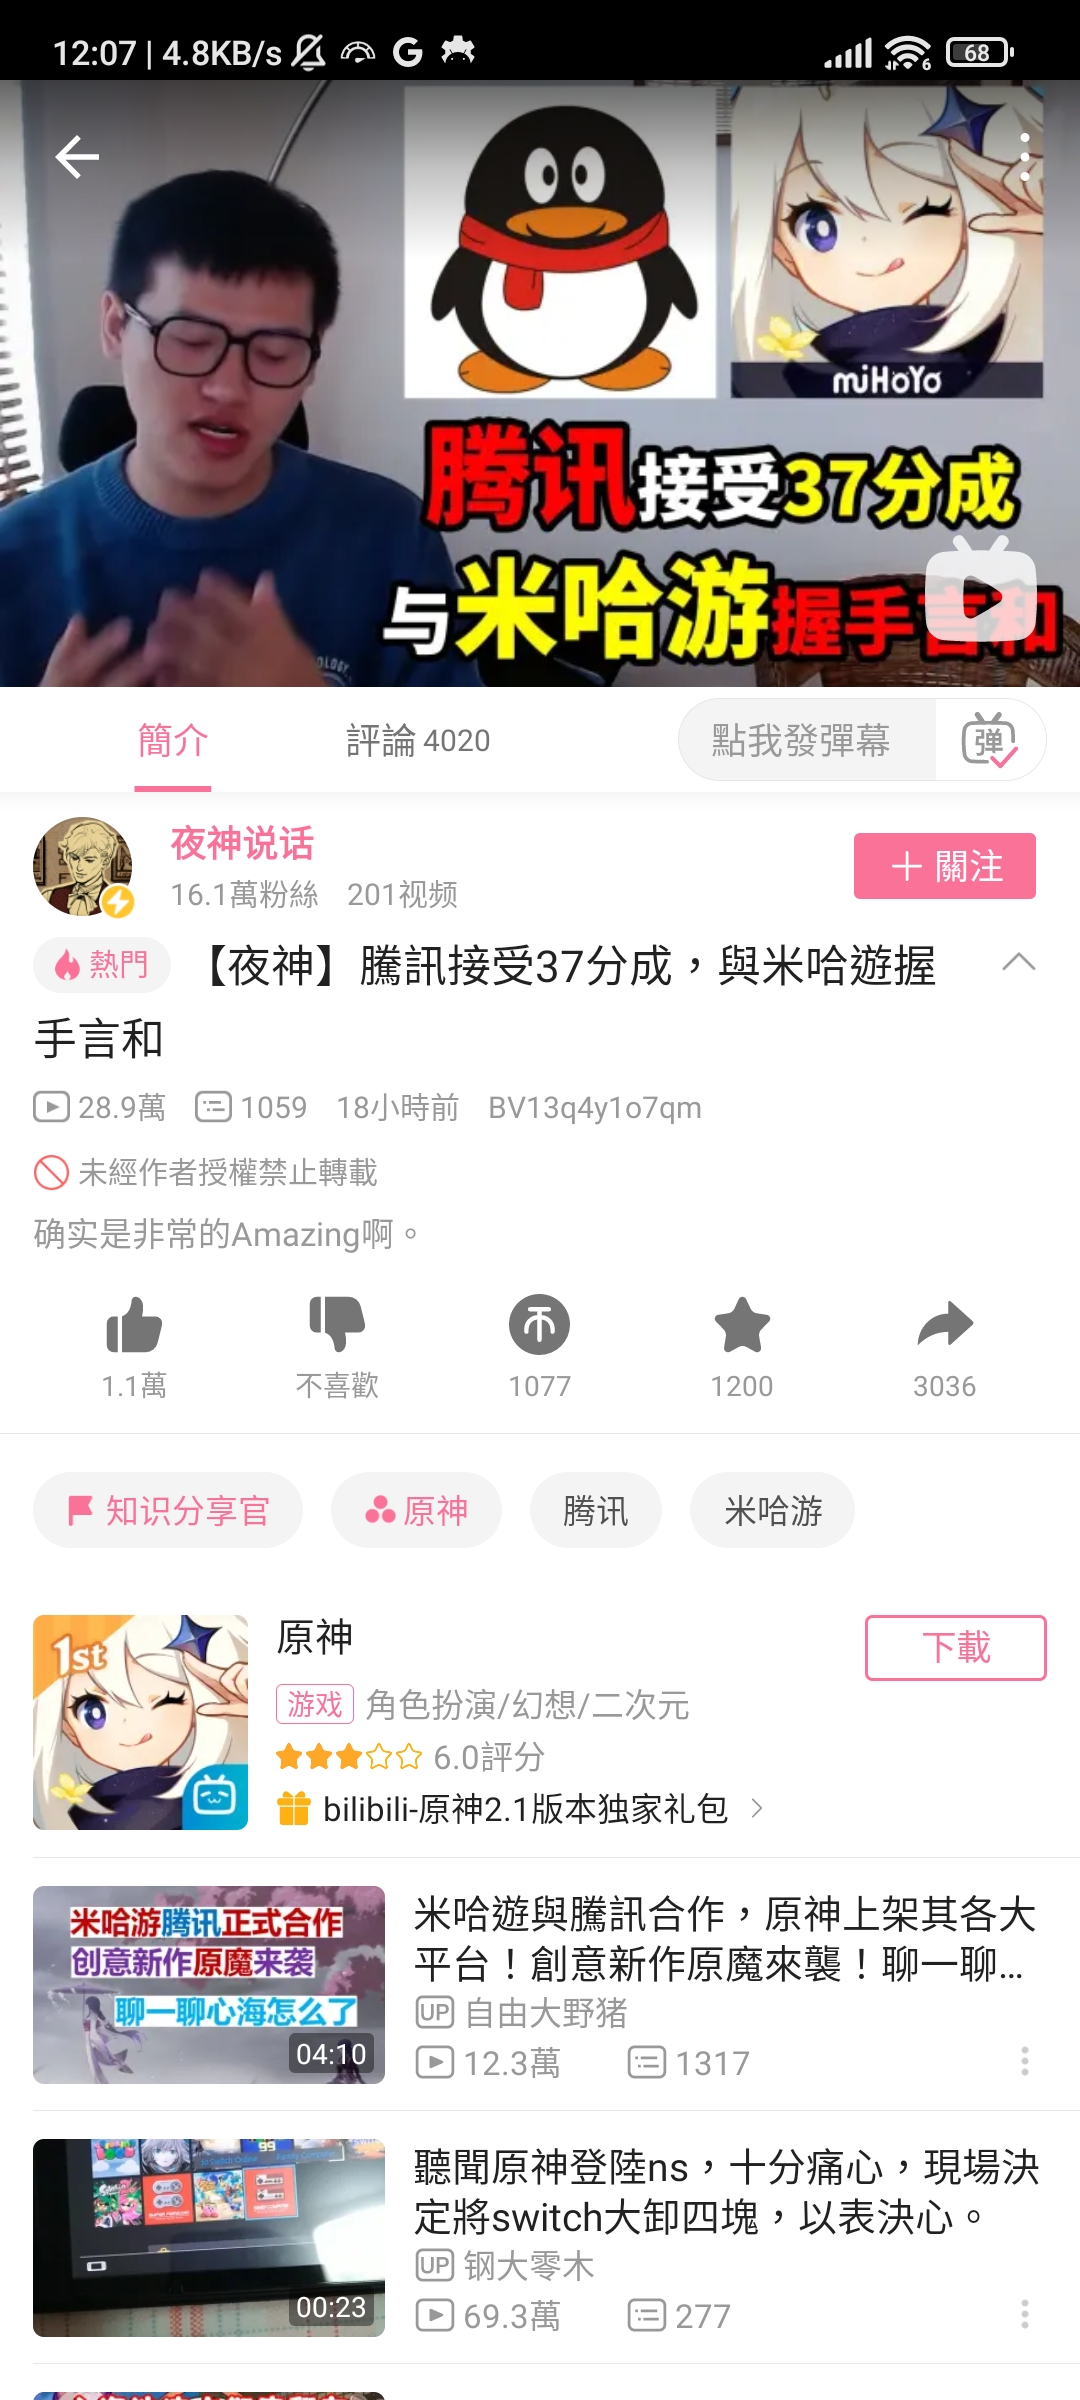 12:07 | 4.8KB/s
6
68
miHoYo
腾讯接受37分成
与米哈游握手言和
簡介
評論 4020
點我發彈幕
弹
夜神说话
16.1萬粉絲 201视频
+ 關注
熱門 【夜神】騰訊接受37分成，與米哈遊握
手言和
28.9萬 1059 18小時前 BV13q4y1o7qm
未經作者授權禁止轉載
确实是非常的Amazing啊。
1.1萬 不喜歡 1077 1200 3036
知识分享官 原神 腾讯 米哈游
1st
原神
下載
游戏 角色扮演/幻想/二次元
6.0評分
bilibili-原神2.1版本独家礼包
米哈游腾讯正式合作
创意新作原魔来袭
聊一聊心海怎么了
04:10
米哈遊與騰訊合作，原神上架其各大
平台！創意新作原魔來襲！聊一聊...
UP 自由大野猪
12.3萬 1317
00:23
聽聞原神登陸ns，十分痛心，現場決
定將switch大卸四塊，以表決心。
UP 钢大零木
69.3萬 277